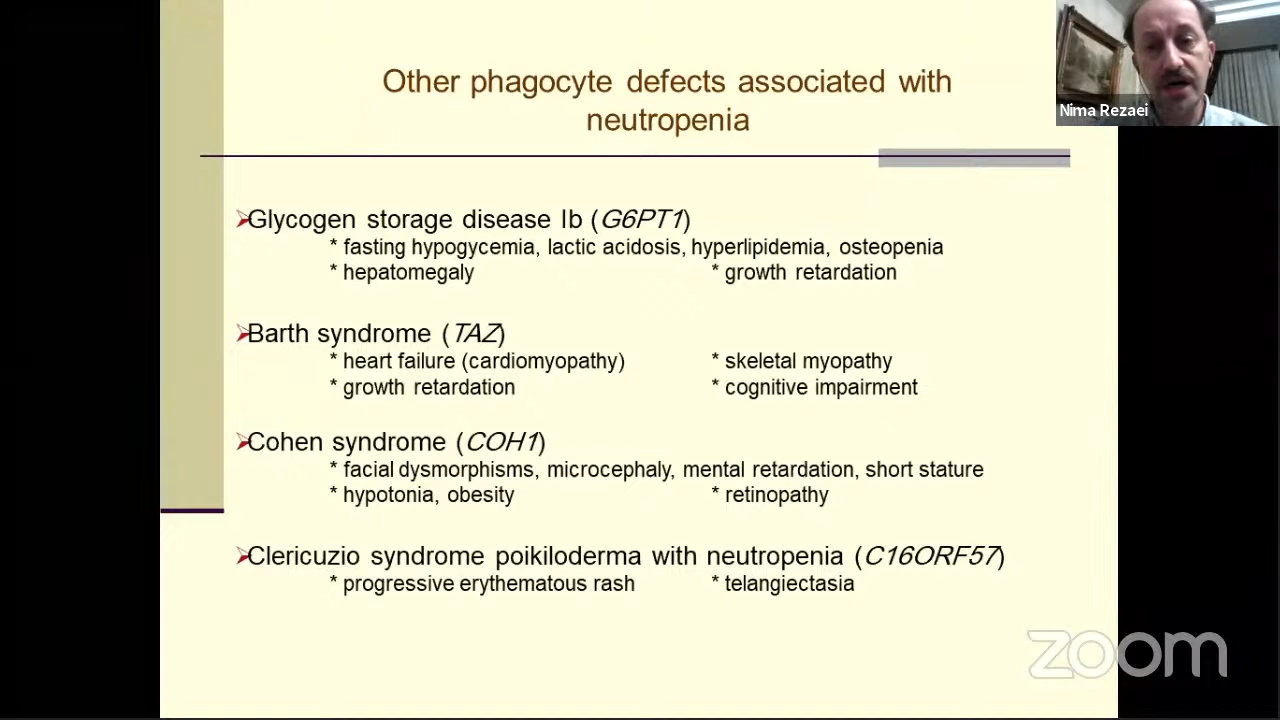 Other phagocyte defects associated with
neutropenia
Nima Rezaei
Glycogen storage disease Ib (G6PT1)
* fasting hypogycemia, lactic acidosis, hyperlipidemia, osteopenia
* hepatomegaly * growth retardation
Barth syndrome (TAZ)
* heart failure (cardiomyopathy) * skeletal myopathy
* growth retardation * cognitive impairment
Cohen syndrome (COH1)
* facial dysmorphisms, microcephaly, mental retardation, short stature
* hypotonia, obesity * retinopathy
Clericuzio syndrome poikiloderma with neutropenia (C16ORF57)
* progressive erythematous rash * telangiectasia
zoom